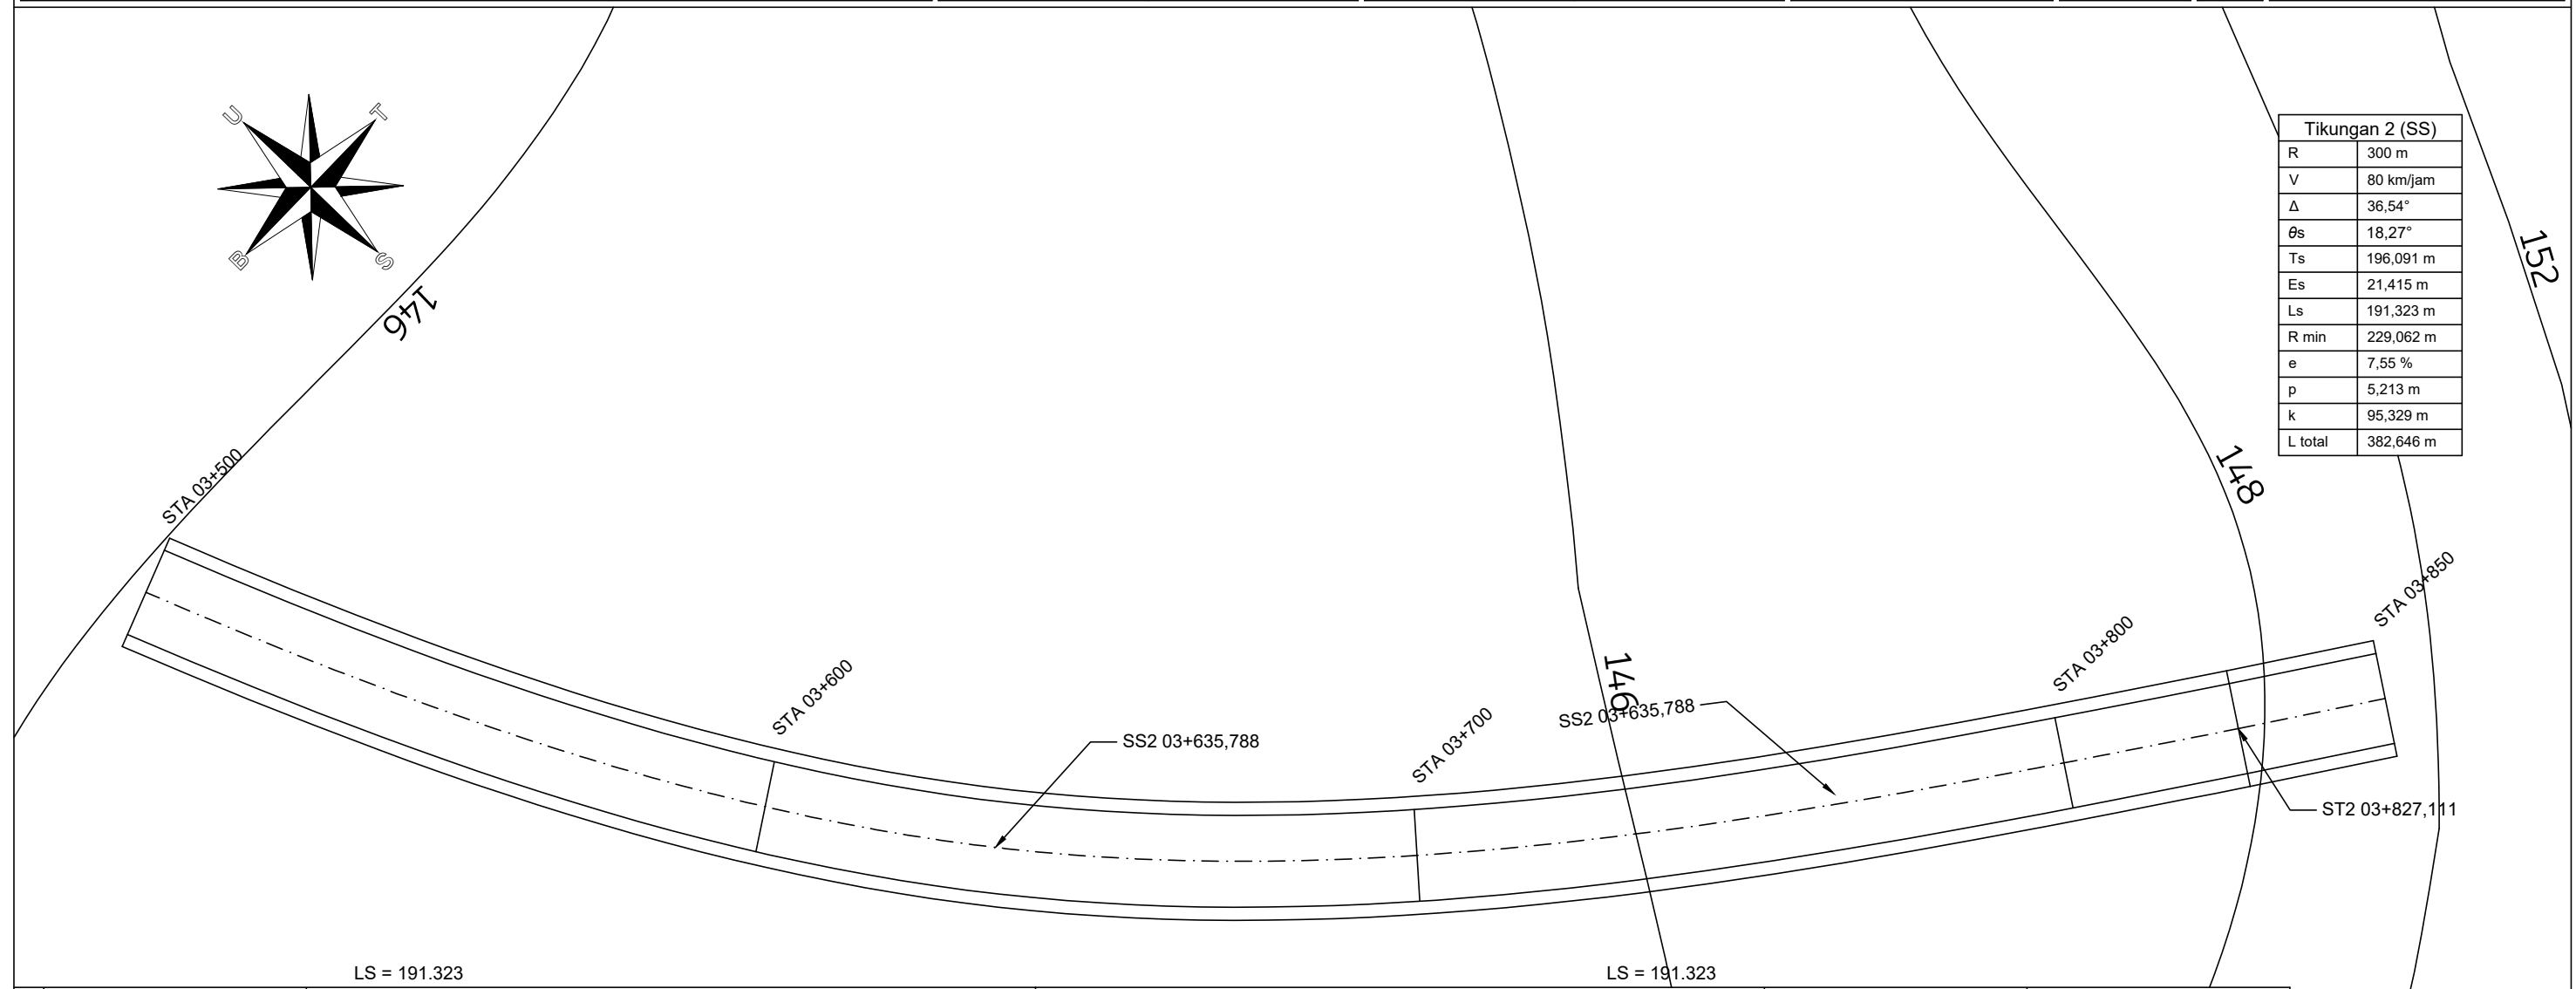 U
T
B
S
146
152
148
146
Tikungan 2 (SS)
R 300 m
V 80 km/jam
Δ 36,54°
θs 18,27°
Ts 196,091 m
Es 21,415 m
Ls 191,323 m
R min 229,062 m
e 7,55 %
p 5,213 m
k 95,329 m
L total 382,646 m
STA 03+500
STA 03+600
STA 03+700
STA 03+800
STA 03+850
SS2 03+635,788
SS2 03+635,788
ST2 03+827,111
LS = 191.323
LS = 191.323